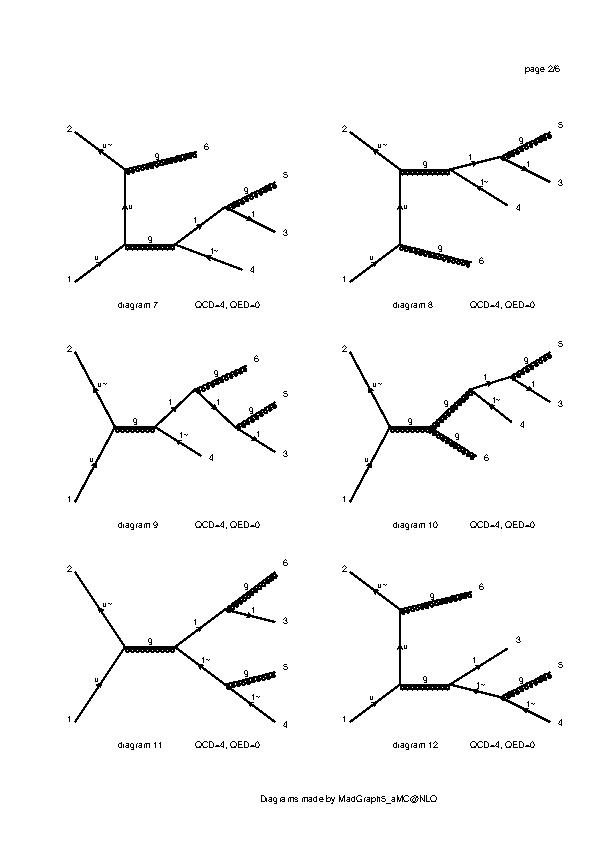 page 2/6
2
u~
g
6
u
g
1
g
5
1
3
1~
4
u
1
diagram 7 QCD=4, QED=0
2
u~
g
1
g
5
1
3
1~
4
u
g
6
u
1
diagram 8 QCD=4, QED=0
2
u~
g
1
g
6
1
g
5
1
3
1~
4
u
1
diagram 9 QCD=4, QED=0
2
u~
g
g
1
g
5
1
3
1~
4
g
6
u
1
diagram 10 QCD=4, QED=0
2
u~
g
1
g
6
1
3
1~
g
5
1~
4
u
1
diagram 11 QCD=4, QED=0
2
u~
g
6
u
g
1
3
1~
g
5
1~
4
u
1
diagram 12 QCD=4, QED=0
Diagrams made by MadGraph5_aMC@NLO